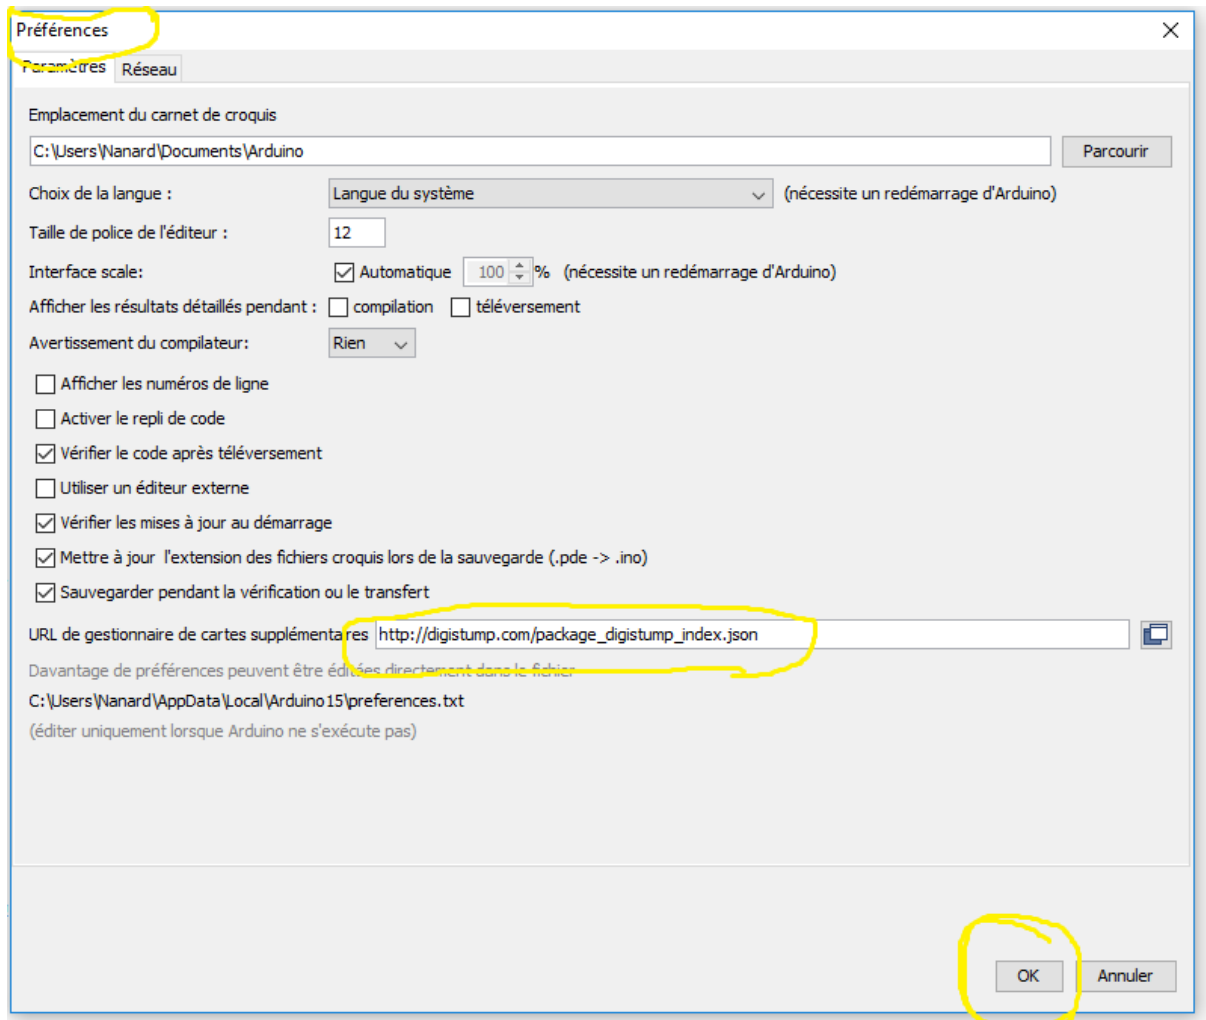 Préférences
Paramètres Réseau
Emplacement du carnet de croquis
C:\Users\Nanard\Documents\Arduino Parcourir
Choix de la langue : Langue du système (nécessite un redémarrage d'Arduino)
Taille de police de l'éditeur : 12
Interface scale: Automatique 100 % (nécessite un redémarrage d'Arduino)
Afficher les résultats détaillés pendant : compilation téléversement
Avertissement du compilateur: Rien
Afficher les numéros de ligne
Activer le repli de code
Vérifier le code après téléversement
Utiliser un éditeur externe
Vérifier les mises à jour au démarrage
Mettre à jour l'extension des fichiers croquis lors de la sauvegarde (.pde -> .ino)
Sauvegarder pendant la vérification ou le transfert
URL de gestionnaire de cartes supplémentaires http://digistump.com/package_digistump_index.json
Davantage de préférences peuvent être éditées directement dans le fichier
C:\Users\Nanard\AppData\Local\Arduino15\preferences.txt
(éditer uniquement lorsque Arduino ne s'exécute pas)
OK Annuler